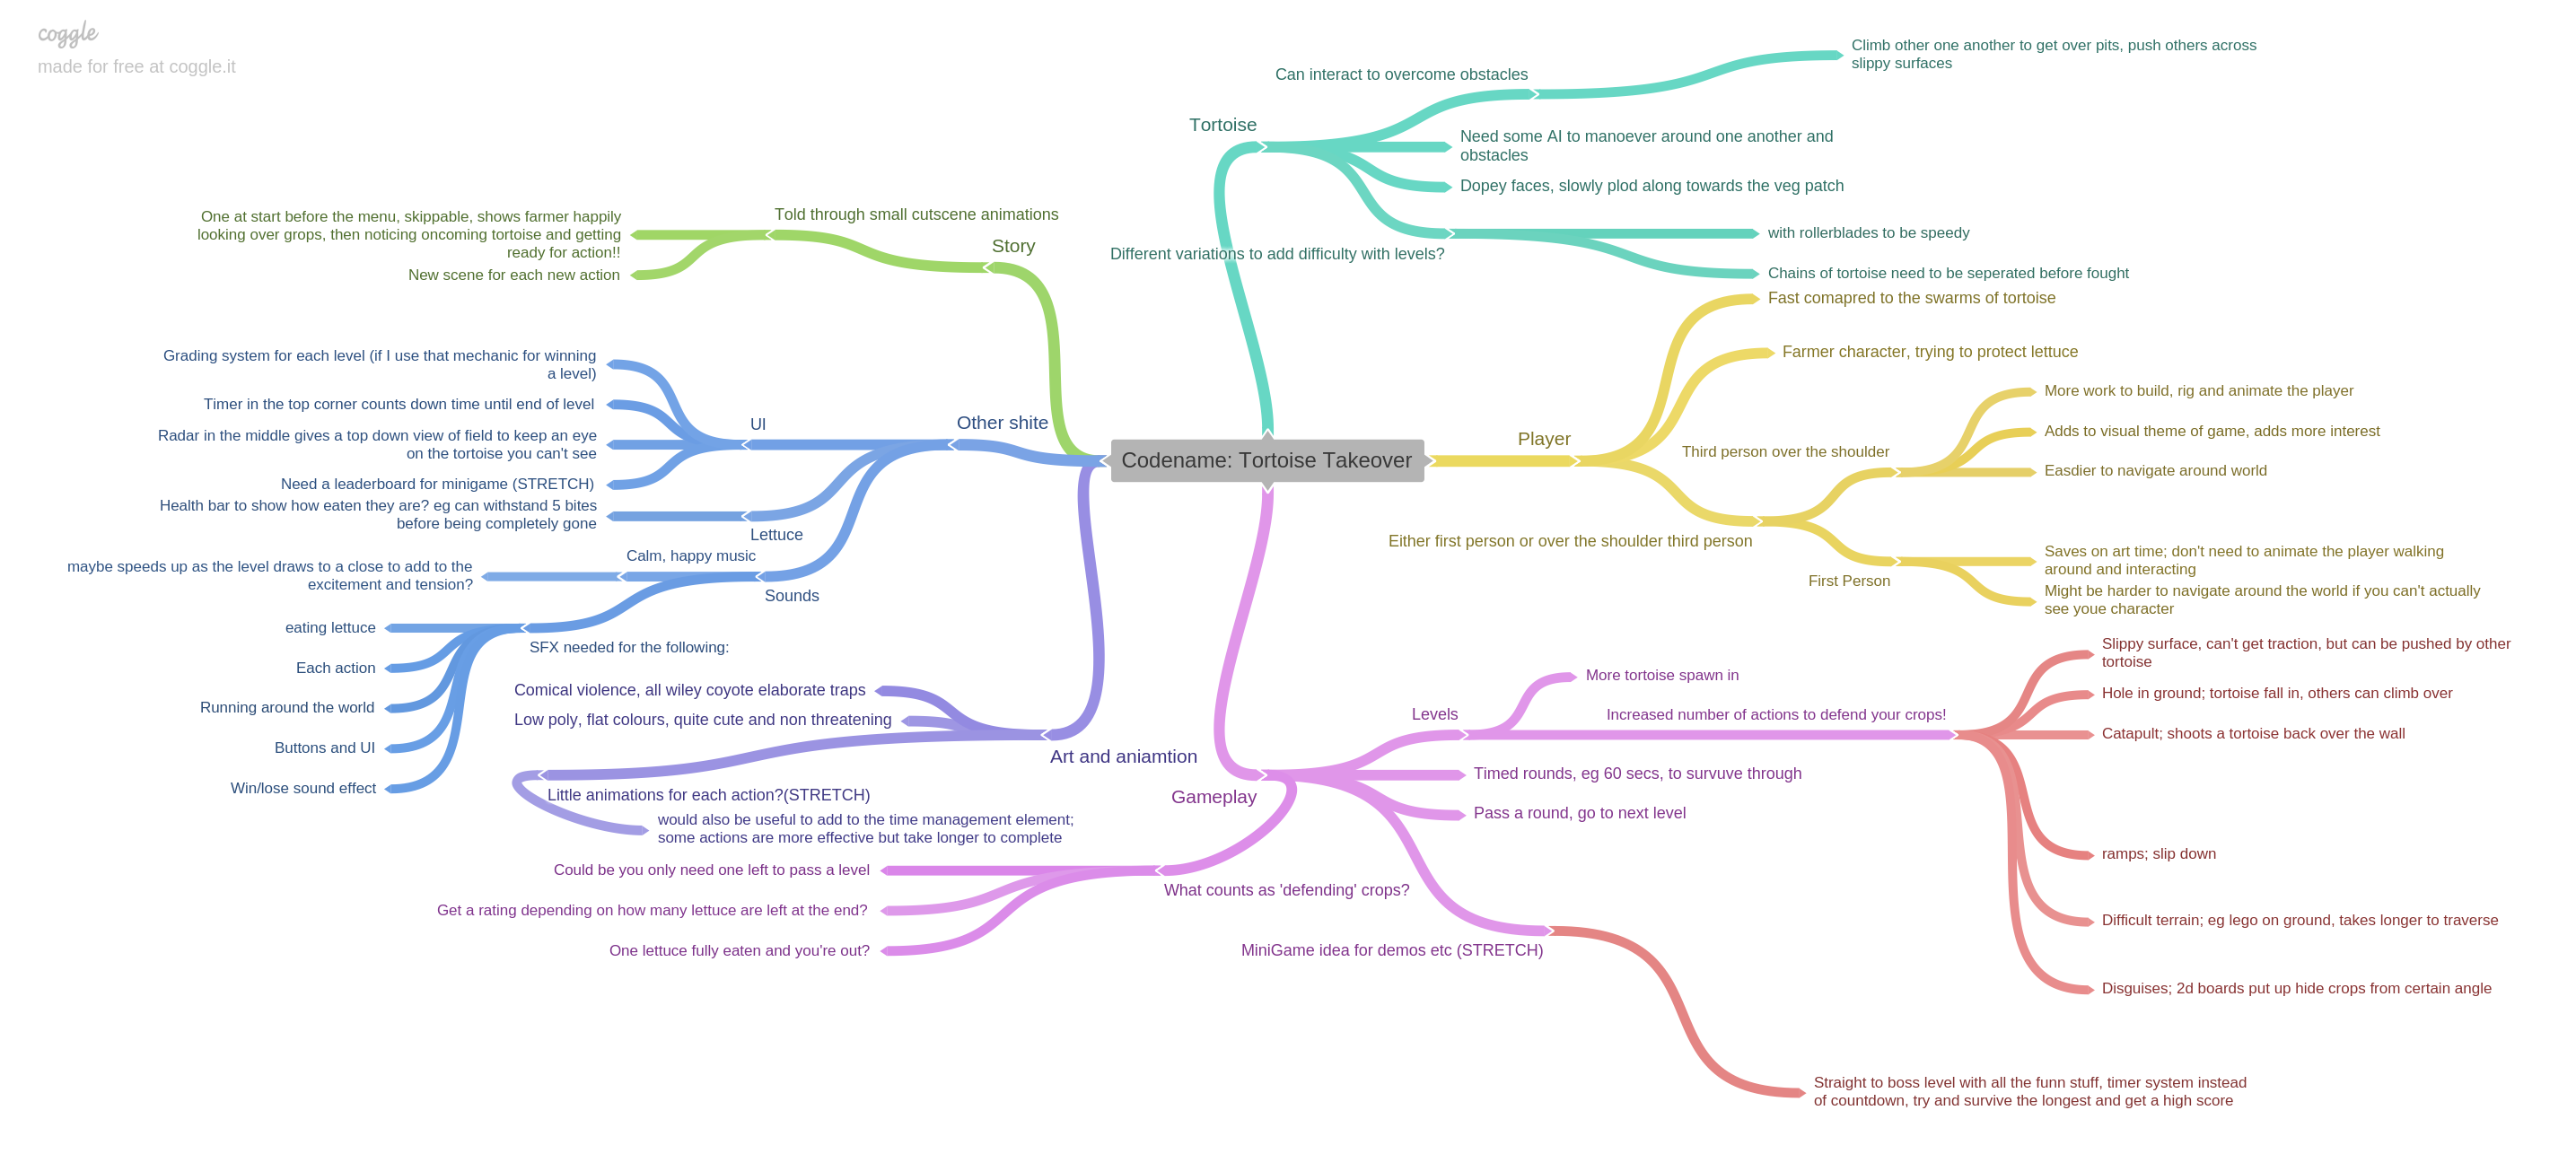 coggle
made for free at coggle.it
Codename: Tortoise Takeover
Tortoise
Can interact to overcome obstacles
Climb other one another to get over pits, push others across
slippy surfaces
Need some AI to manoever around one another and
obstacles
Dopey faces, slowly plod along towards the veg patch
Different variations to add difficulty with levels?
with rollerblades to be speedy
Chains of tortoise need to be seperated before fought
Player
Fast comapred to the swarms of tortoise
Farmer character, trying to protect lettuce
Either first person or over the shoulder third person
Third person over the shoulder
More work to build, rig and animate the player
Adds to visual theme of game, adds more interest
Easdier to navigate around world
First Person
Saves on art time; don't need to animate the player walking
around and interacting
Might be harder to navigate around the world if you can't actually
see youe character
Gameplay
Levels
More tortoise spawn in
Increased number of actions to defend your crops!
Slippy surface, can't get traction, but can be pushed by other
tortoise
Hole in ground; tortoise fall in, others can climb over
Catapult; shoots a tortoise back over the wall
ramps; slip down
Difficult terrain; eg lego on ground, takes longer to traverse
Disguises; 2d boards put up hide crops from certain angle
Timed rounds, eg 60 secs, to survuve through
Pass a round, go to next level
MiniGame idea for demos etc (STRETCH)
Straight to boss level with all the funn stuff, timer system instead
of countdown, try and survive the longest and get a high score
What counts as 'defending' crops?
Could be you only need one left to pass a level
Get a rating depending on how many lettuce are left at the end?
One lettuce fully eaten and you're out?
Story
Told through small cutscene animations
One at start before the menu, skippable, shows farmer happily
looking over grops, then noticing oncoming tortoise and getting
ready for action!!
New scene for each new action
Other shite
UI
Grading system for each level (if I use that mechanic for winning
a level)
Timer in the top corner counts down time until end of level
Radar in the middle gives a top down view of field to keep an eye
on the tortoise you can't see
Need a leaderboard for minigame (STRETCH)
Lettuce
Health bar to show how eaten they are? eg can withstand 5 bites
before being completely gone
Sounds
Calm, happy music
maybe speeds up as the level draws to a close to add to the
excitement and tension?
SFX needed for the following:
eating lettuce
Each action
Running around the world
Buttons and UI
Win/lose sound effect
Art and aniamtion
Comical violence, all wiley coyote elaborate traps
Low poly, flat colours, quite cute and non threatening
Little animations for each action?(STRETCH)
would also be useful to add to the time management element;
some actions are more effective but take longer to complete